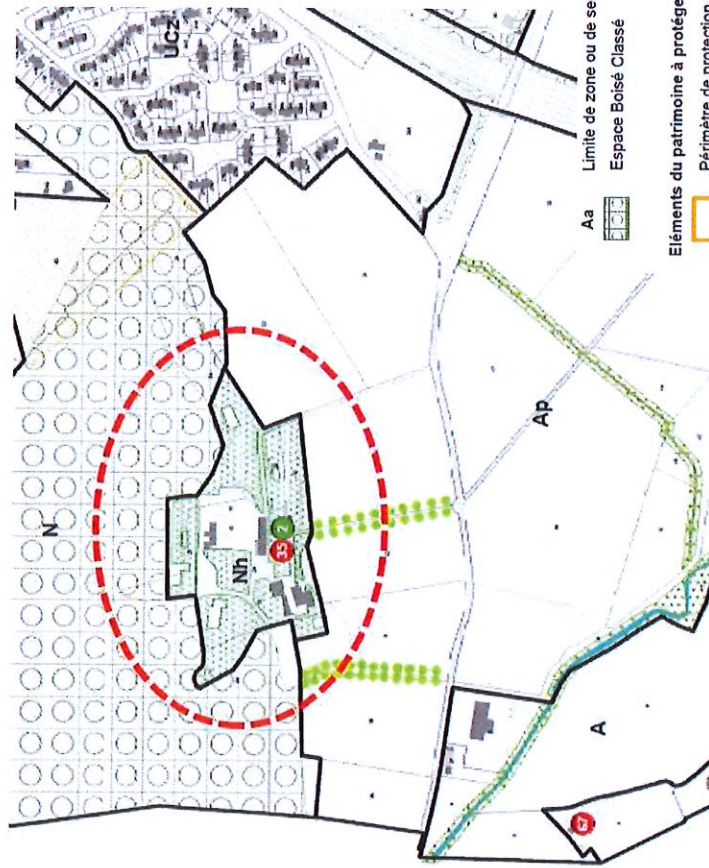 N
UCz
Nh
35
2
Ap
A
67
Aa Limite de zone ou de se
Espace Boisé Classé
Eléments du patrimoine à protége
Périmètre de protection